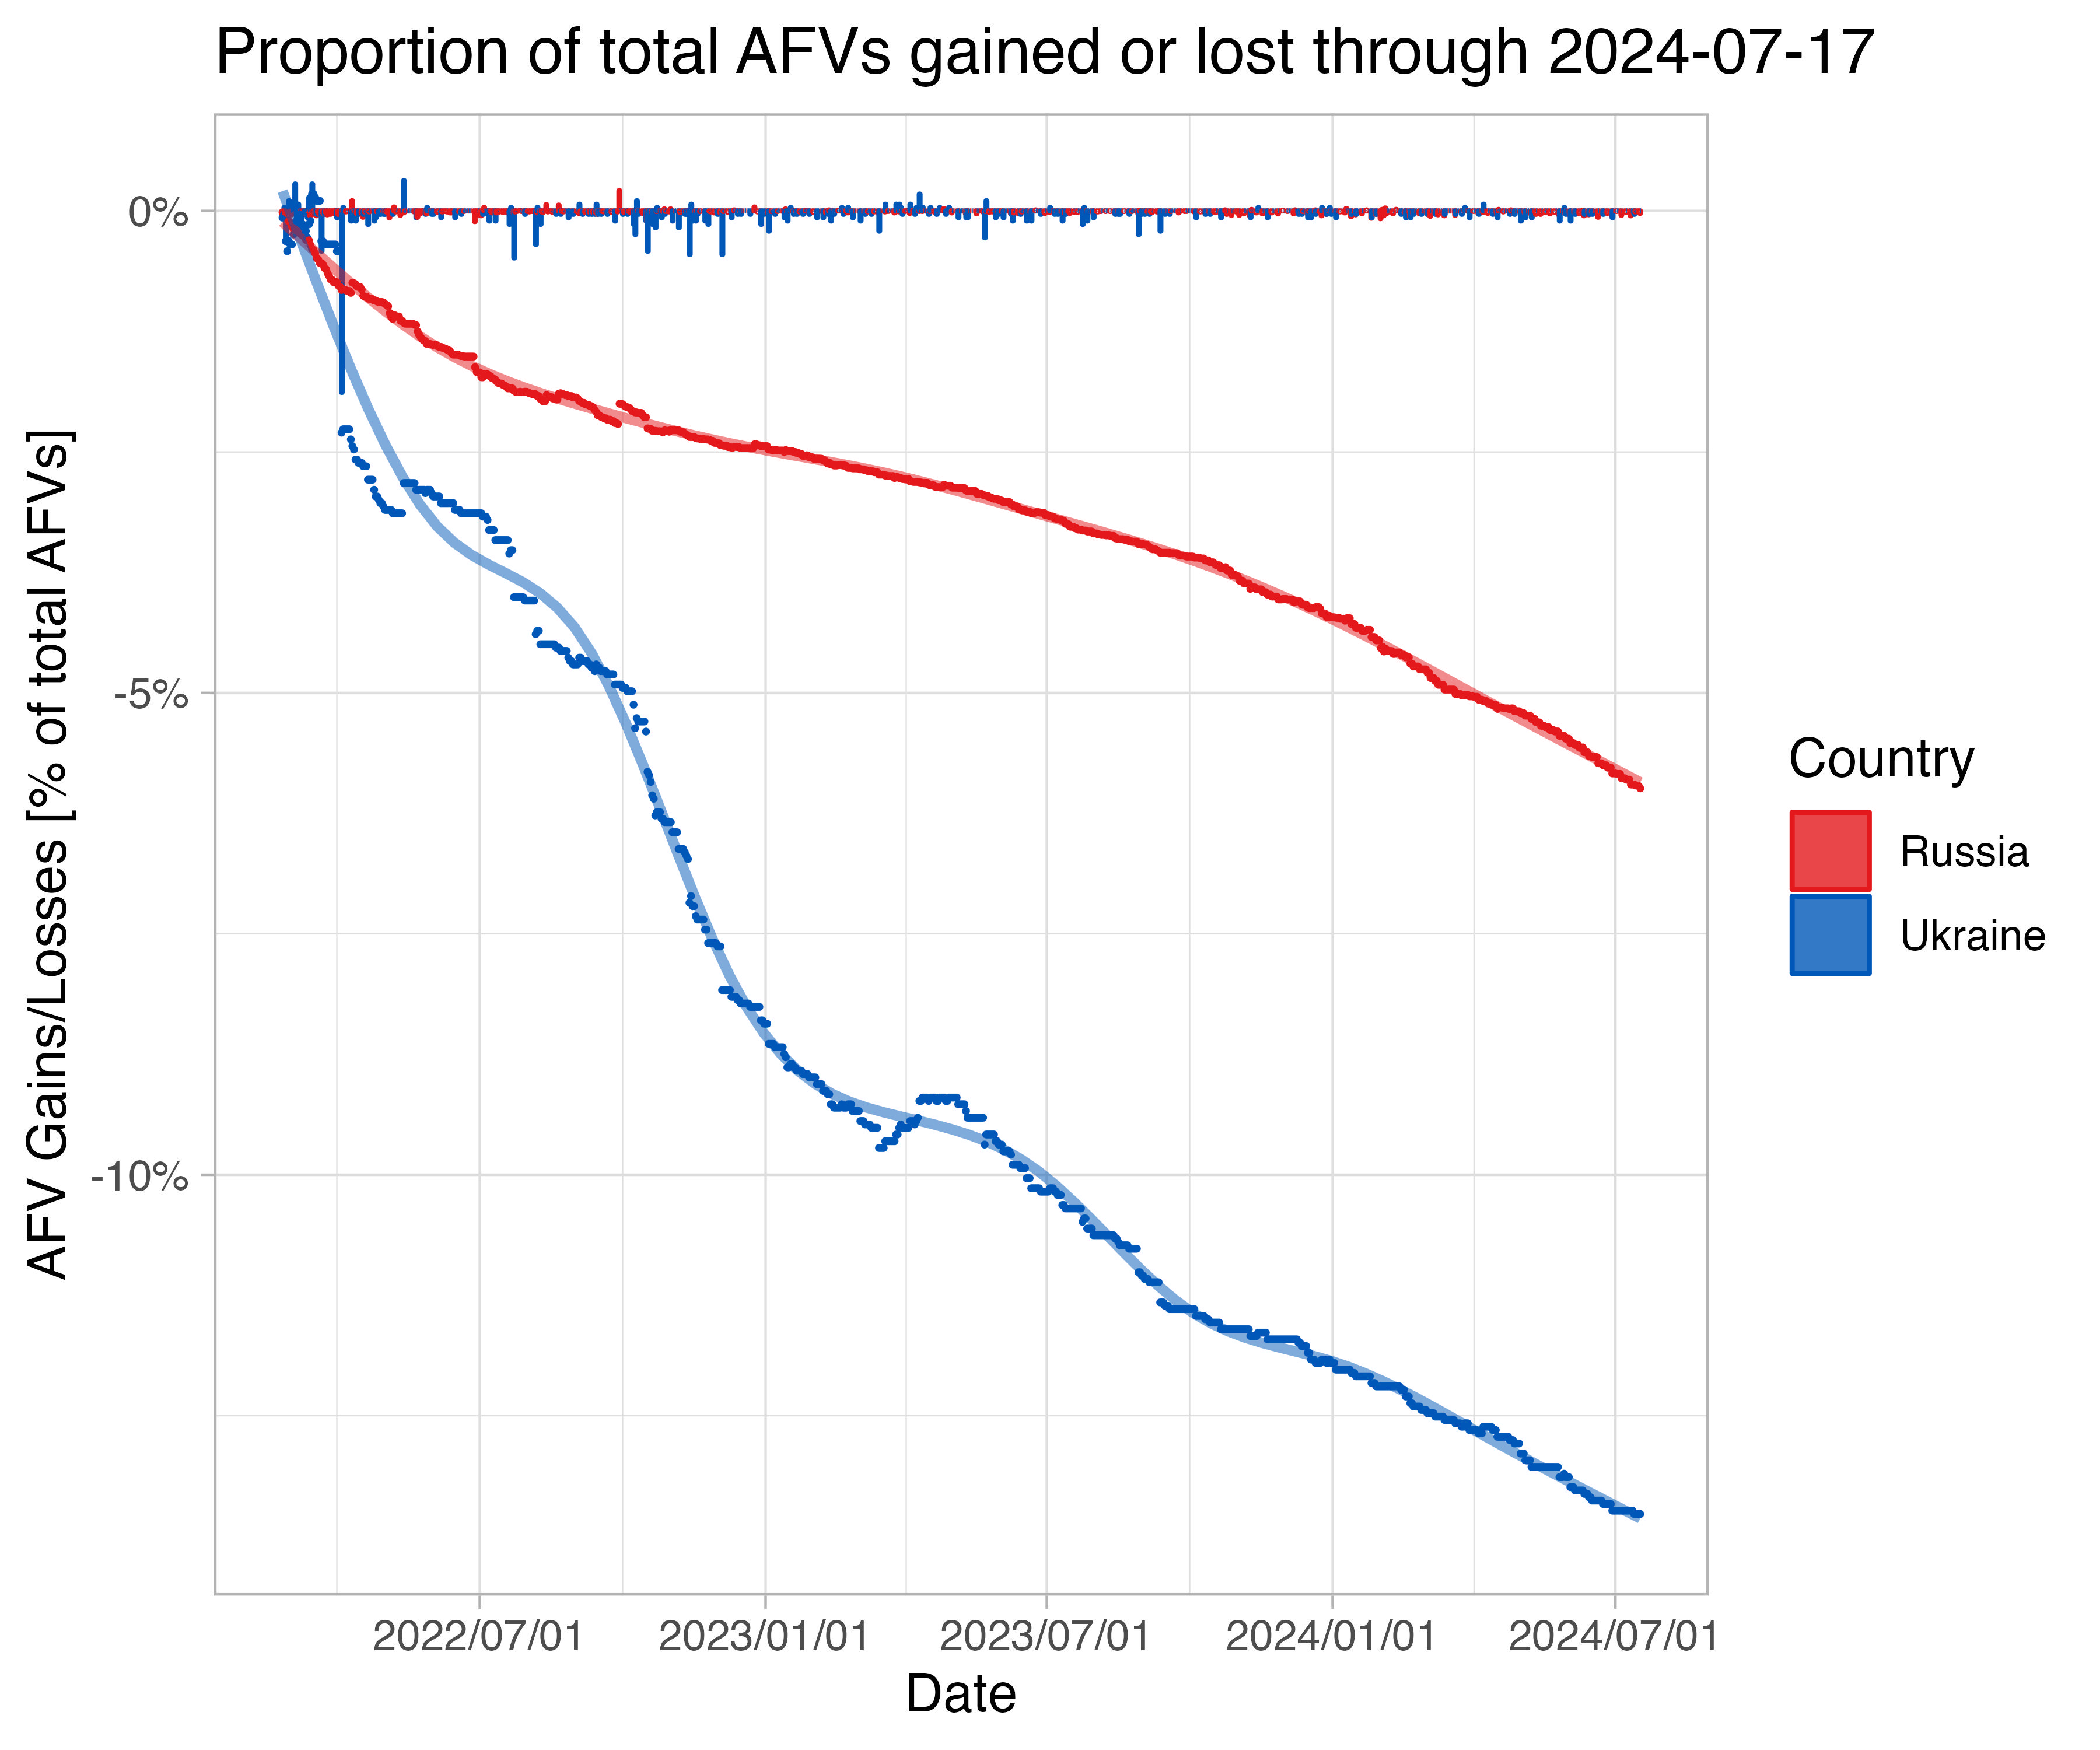 Proportion of total AFVs gained or lost through 2024-07-17
AFV Gains/Losses [% of total AFVs]
0%
-5%
-10%
2022/07/01
2023/01/01
2023/07/01
2024/01/01
2024/07/01
Date
Country
Russia
Ukraine